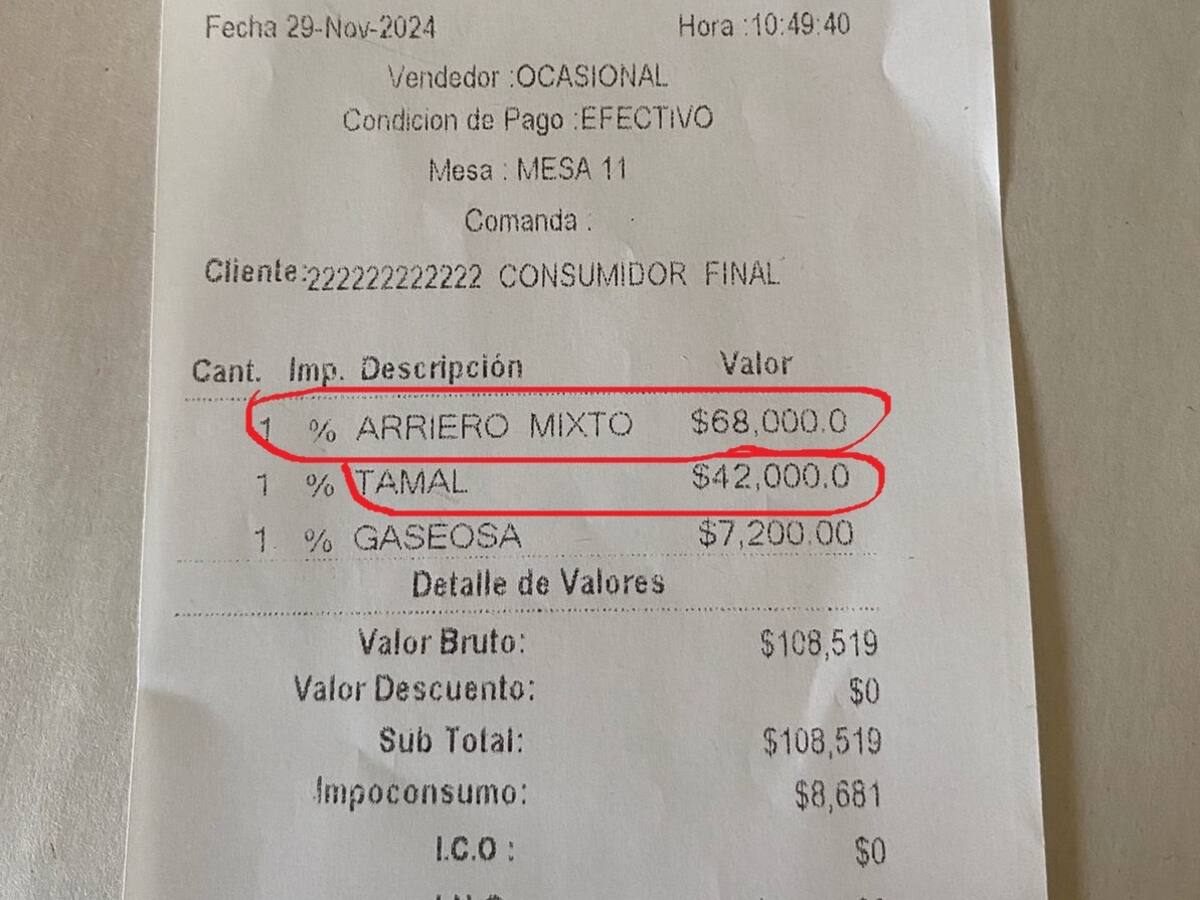 Fecha 29-Nov-2024 Hora :10:49:40
Vendedor :OCASIONAL
Condicion de Pago :EFECTIVO
Mesa : MESA 11
Comanda :
Cliente:222222222222 CONSUMIDOR FINAL
Cant. Imp. Descripción Valor
1 % ARRIERO MIXTO $68,000.0
1 % TAMAL $42,000.0
1 % GASEOSA $7,200.00
Detalle de Valores
Valor Bruto: $108,519
Valor Descuento: $0
Sub Total: $108,519
Impoconsumo: $8,681
I.C.O : $0